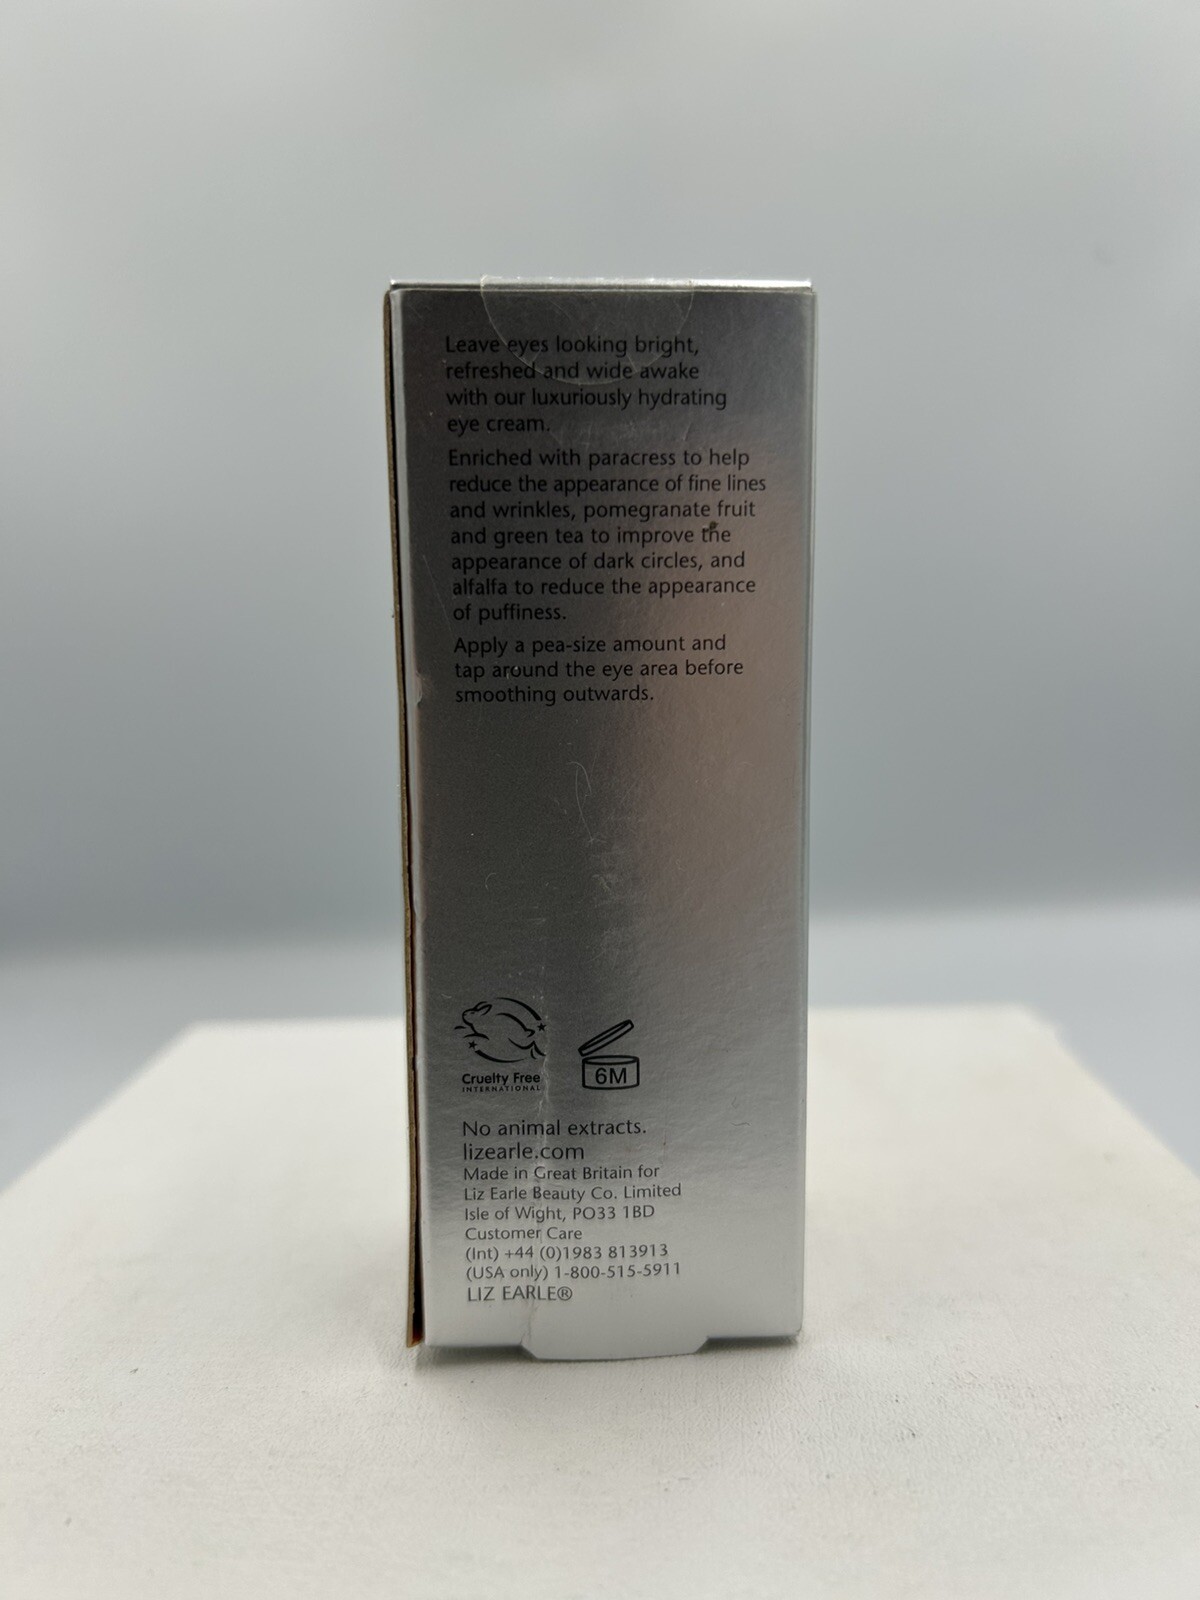 Leave eyes looking bright,
refreshed and wide awake
with our luxuriously hydrating
eye cream.
Enriched with paracress to help
reduce the appearance of fine lines
and wrinkles, pomegranate fruit
and green tea to improve the
appearance of dark circles, and
alfalfa to reduce the appearance
of puffiness.
Apply a pea-size amount and
tap around the eye area before
smoothing outwards.
Cruelty Free
INTERNATIONAL
6M
No animal extracts.
lizearle.com
Made in Great Britain for
Liz Earle Beauty Co. Limited
Isle of Wight, PO33 1BD
Customer Care
(Int) +44 (0)1983 813913
(USA only) 1-800-515-5911
LIZ EARLE®